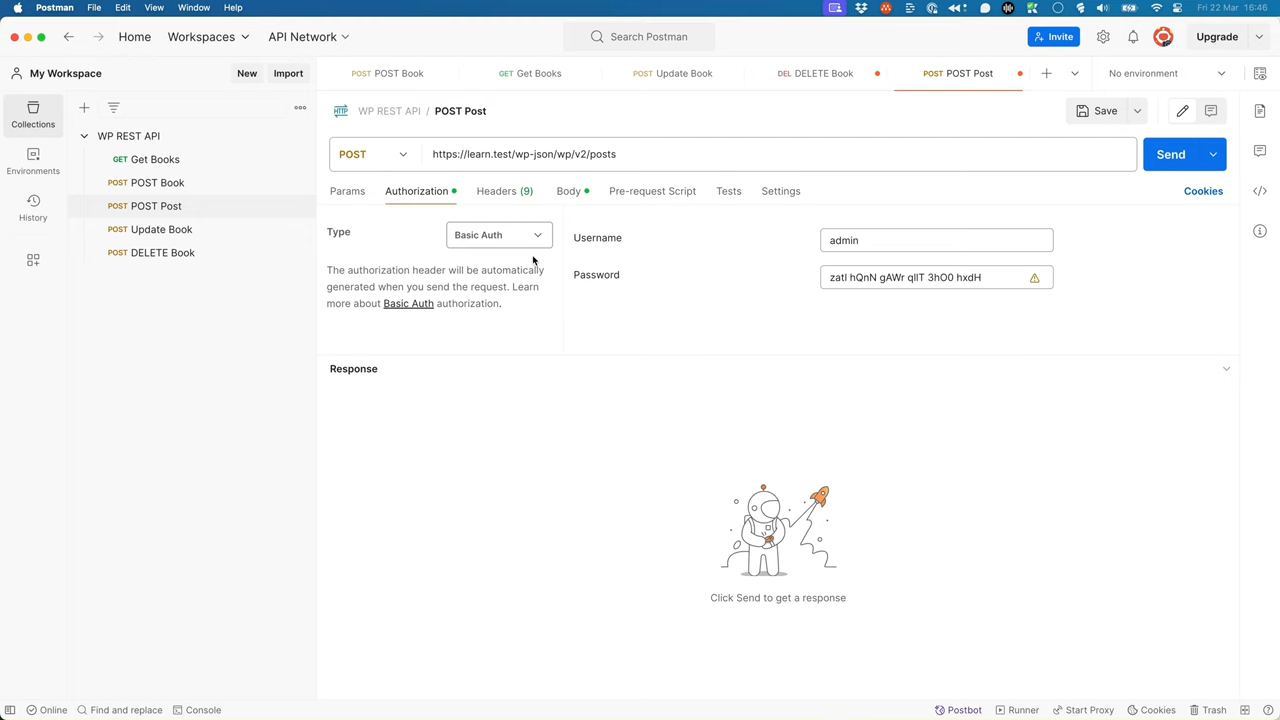 Postman File Edit View Window Help Fri 22 Mar 16:46
Home Workspaces API Network Search Postman Invite Upgrade
My Workspace New Import
POST POST Book GET Get Books POST Update Book DEL DELETE Book POST POST Post No environment
Collections
Environments
History
WP REST API
GET Get Books
POST POST Book
POST POST Post
POST Update Book
DEL DELETE Book
HTTP WP REST API / POST Post Save
POST https://learn.test/wp-json/wp/v2/posts Send
Params Authorization Headers (9) Body Pre-request Script Tests Settings Cookies
Type Basic Auth
The authorization header will be automatically
generated when you send the request. Learn
more about Basic Auth authorization.
Username admin
Password zatI hQnN gAWr qIlT 3hO0 hxdH
Response
Click Send to get a response
Online Find and replace Console Postbot Runner Start Proxy Cookies Trash